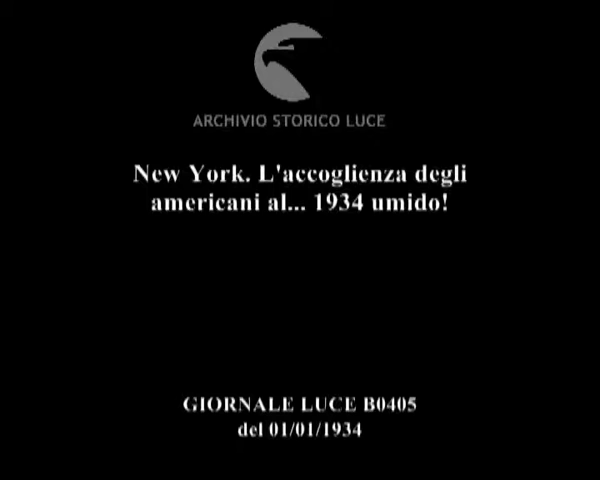 ARCHIVIO STORICO LUCE
New York. L'accoglienza degli
americani al... 1934 umido!
GIORNALE LUCE B0405
del 01/01/1934